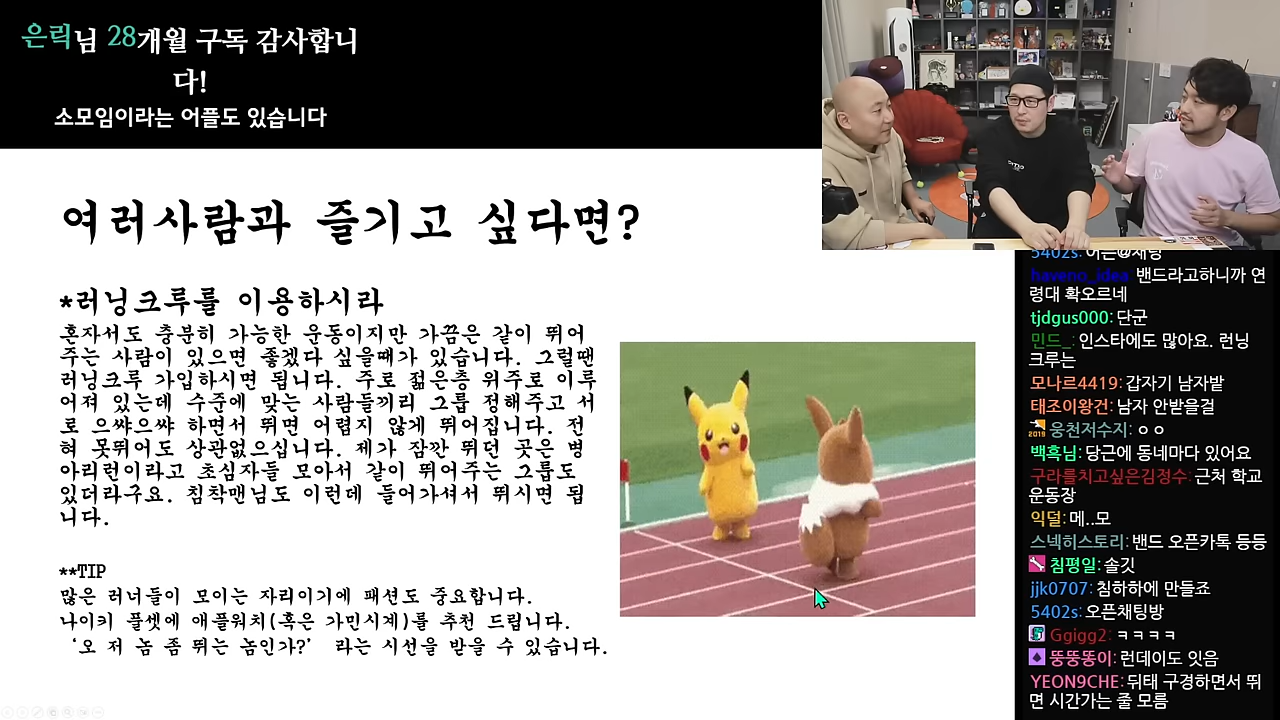 은릭님 28개월 구독 감사합니
다!
소모임이라는 어플도 있습니다
여러사람과 즐기고 싶다면?
*러닝크루를 이용하시라
혼자서도 충분히 가능한 운동이지만 가끔은 같이 뛰어
주는 사람이 있으면 좋겠다 싶을때가 있습니다. 그럴땐
러닝크루 가입하시면 됩니다. 주로 젊은층 위주로 이루
어져 있는데 수준에 맞는 사람들끼리 그룹 정해주고 서
로 으쌰으쌰 하면서 뛰면 어렵지 않게 뛰어집니다. 전
혀 못뛰어도 상관없으십니다. 제가 잠깐 뛰던 곳은 병
아리런이라고 초심자들 모아서 같이 뛰어주는 그룹도
있더라구요. 침착맨님도 이런데 들어가셔서 뛰시면 됩
니다.
**TIP
많은 러너들이 모이는 자리이기에 패션도 중요합니다.
나이키 풀셋에 애플워치(혹은 가민시계)를 추천 드립니다.
‘오 저 놈 좀 뛰는 놈인가?’ 라는 시선을 받을 수 있습니다.
5402s: 어른@채팅
haveno_idea: 밴드라고하니까 연
령대 확오르네
tjdgus000: 단군
민드_: 인스타에도 많아요. 런닝
크루는
모나르4419: 갑자기 남자밭
태조이왕건: 남자 안받을걸
2019 웅천저수지: ㅇㅇ
백흑님: 당근에 동네마다 있어요
구라를치고싶은김정수: 근처 학교
운동장
익덜: 메..모
스넥히스토리: 밴드 오픈카톡 등등
침평일: 솔깃
jjk0707: 침하하에 만들죠
5402s: 오픈채팅방
Ggigg2: ㅋㅋㅋㅋ
뚱뚱똥이: 런데이도 잇음
YEON9CHE: 뒤태 구경하면서 뛰
면 시간가는 줄 모름